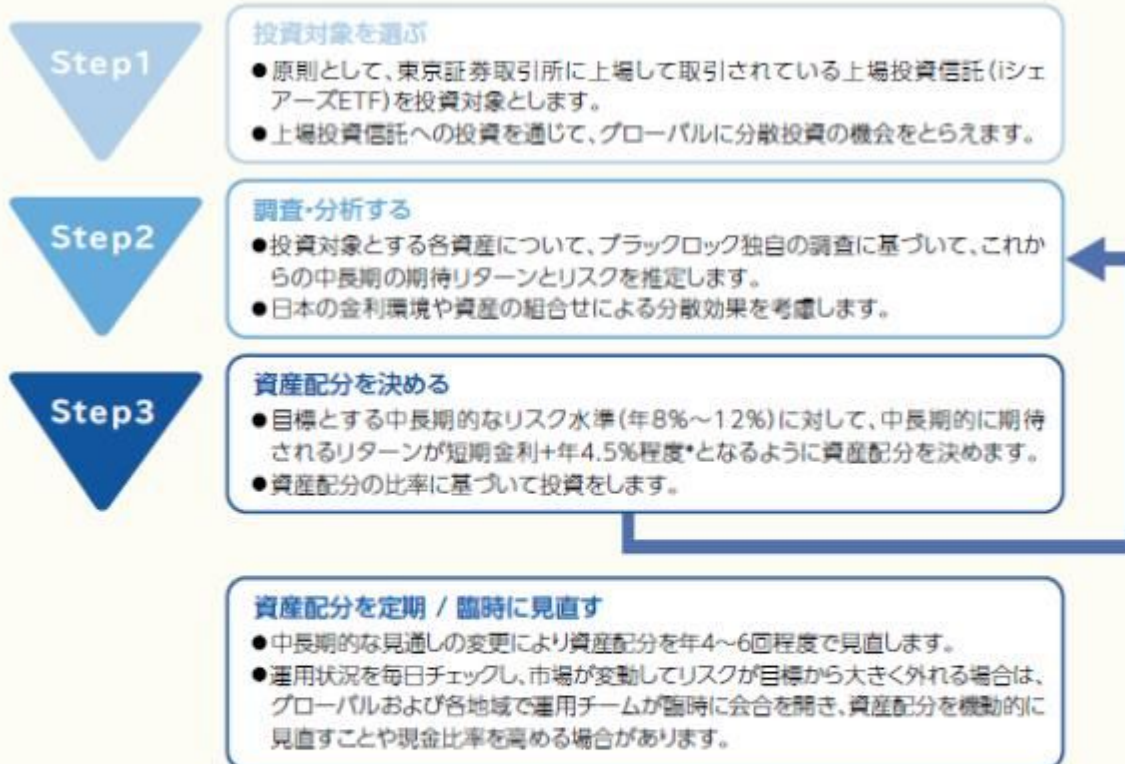 Step1
投資対象を選ぶ
●原則として、東京証券取引所に上場して取引されている上場投資信託(iシェ
アーズETF)を投資対象とします。
●上場投資信託への投資を通じて、グローバルに分散投資の機会をとらえます。
Step2
調査・分析する
●投資対象とする各資産について、ブラックロック独自の調査に基づいて、これか
らの中長期の期待リターンとリスクを推定します。
●日本の金利環境や資産の組合せによる分散効果を考慮します。
Step3
資産配分を決める
●目標とする中長期的なリスク水準(年8%～12%)に対して、中長期的に期待
されるリターンが短期金利+年4.5%程度*となるように資産配分を決めます。
●資産配分の比率に基づいて投資をします。
資産配分を定期 / 臨時に見直す
●中長期的な見通しの変更により資産配分を年4～6回程度で見直します。
●運用状況を毎日チェックし、市場が変動してリスクが目標から大きく外れる場合は、
グローバルおよび各地域で運用チームが臨時に会合を開き、資産配分を機動的に
見直すことや現金比率を高める場合があります。